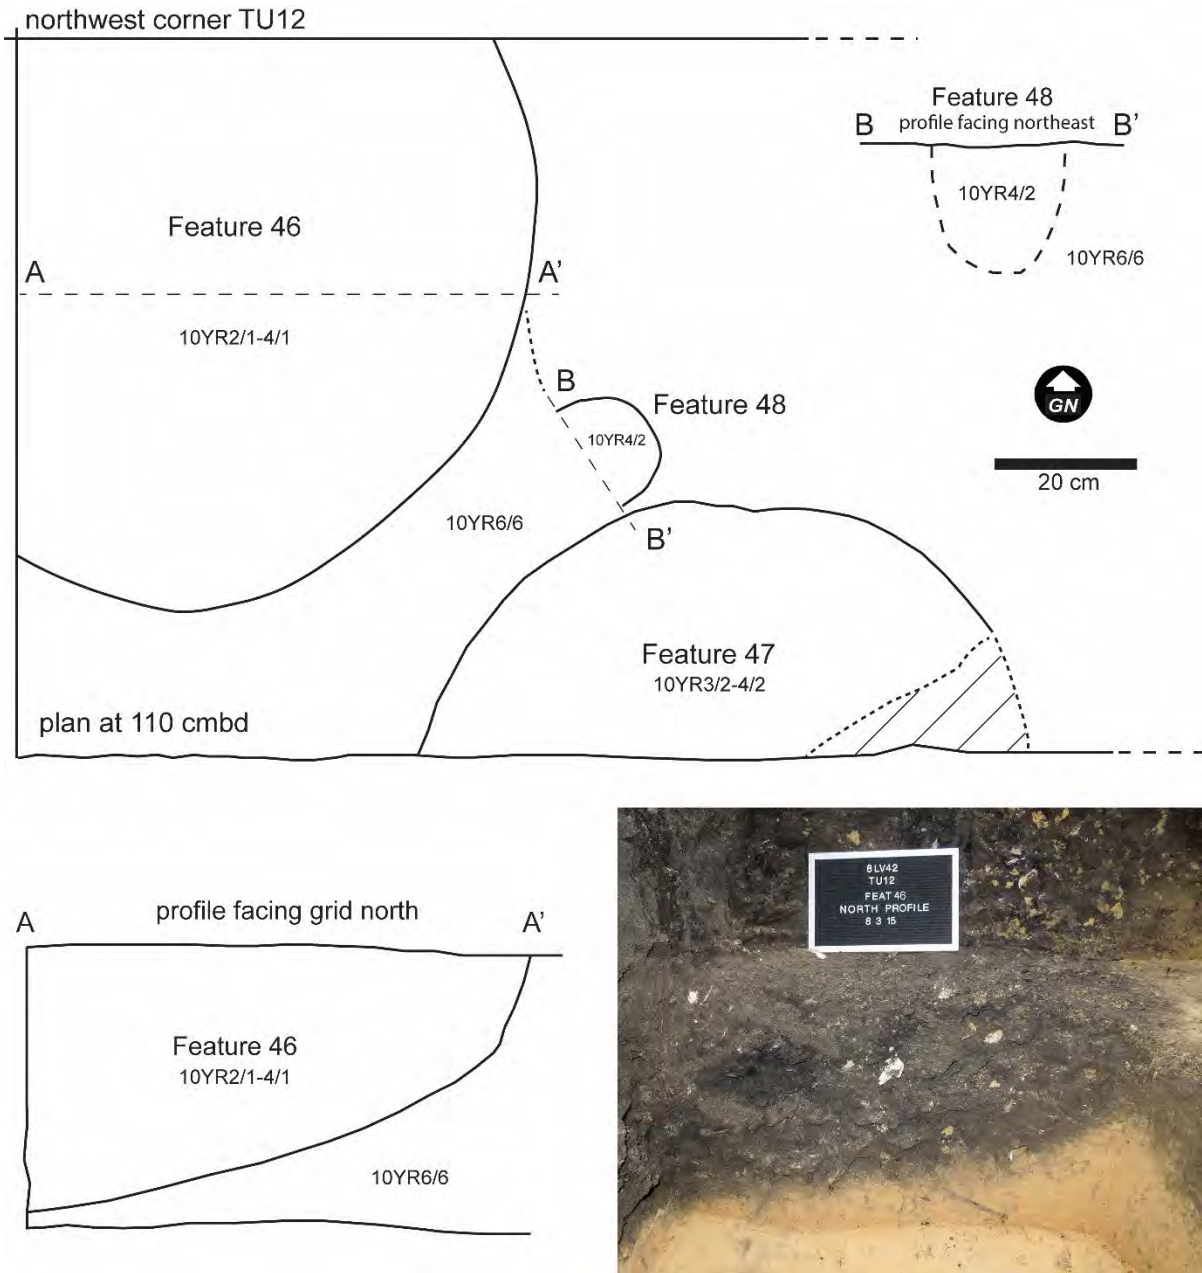 northwest corner TU12
Feature 48
profile facing northeast
B
B'
10YR4/2
10YR6/6
Feature 46
A
A'
10YR2/1-4/1
B
Feature 48
10YR4/2
GN
20 cm
10YR6/6
B'
Feature 47
10YR3/2-4/2
plan at 110 cmbd
A
profile facing grid north
A'
Feature 46
10YR2/1-4/1
10YR6/6
8LV42
TU12
FEAT 46
NORTH PROFILE
8 3 15